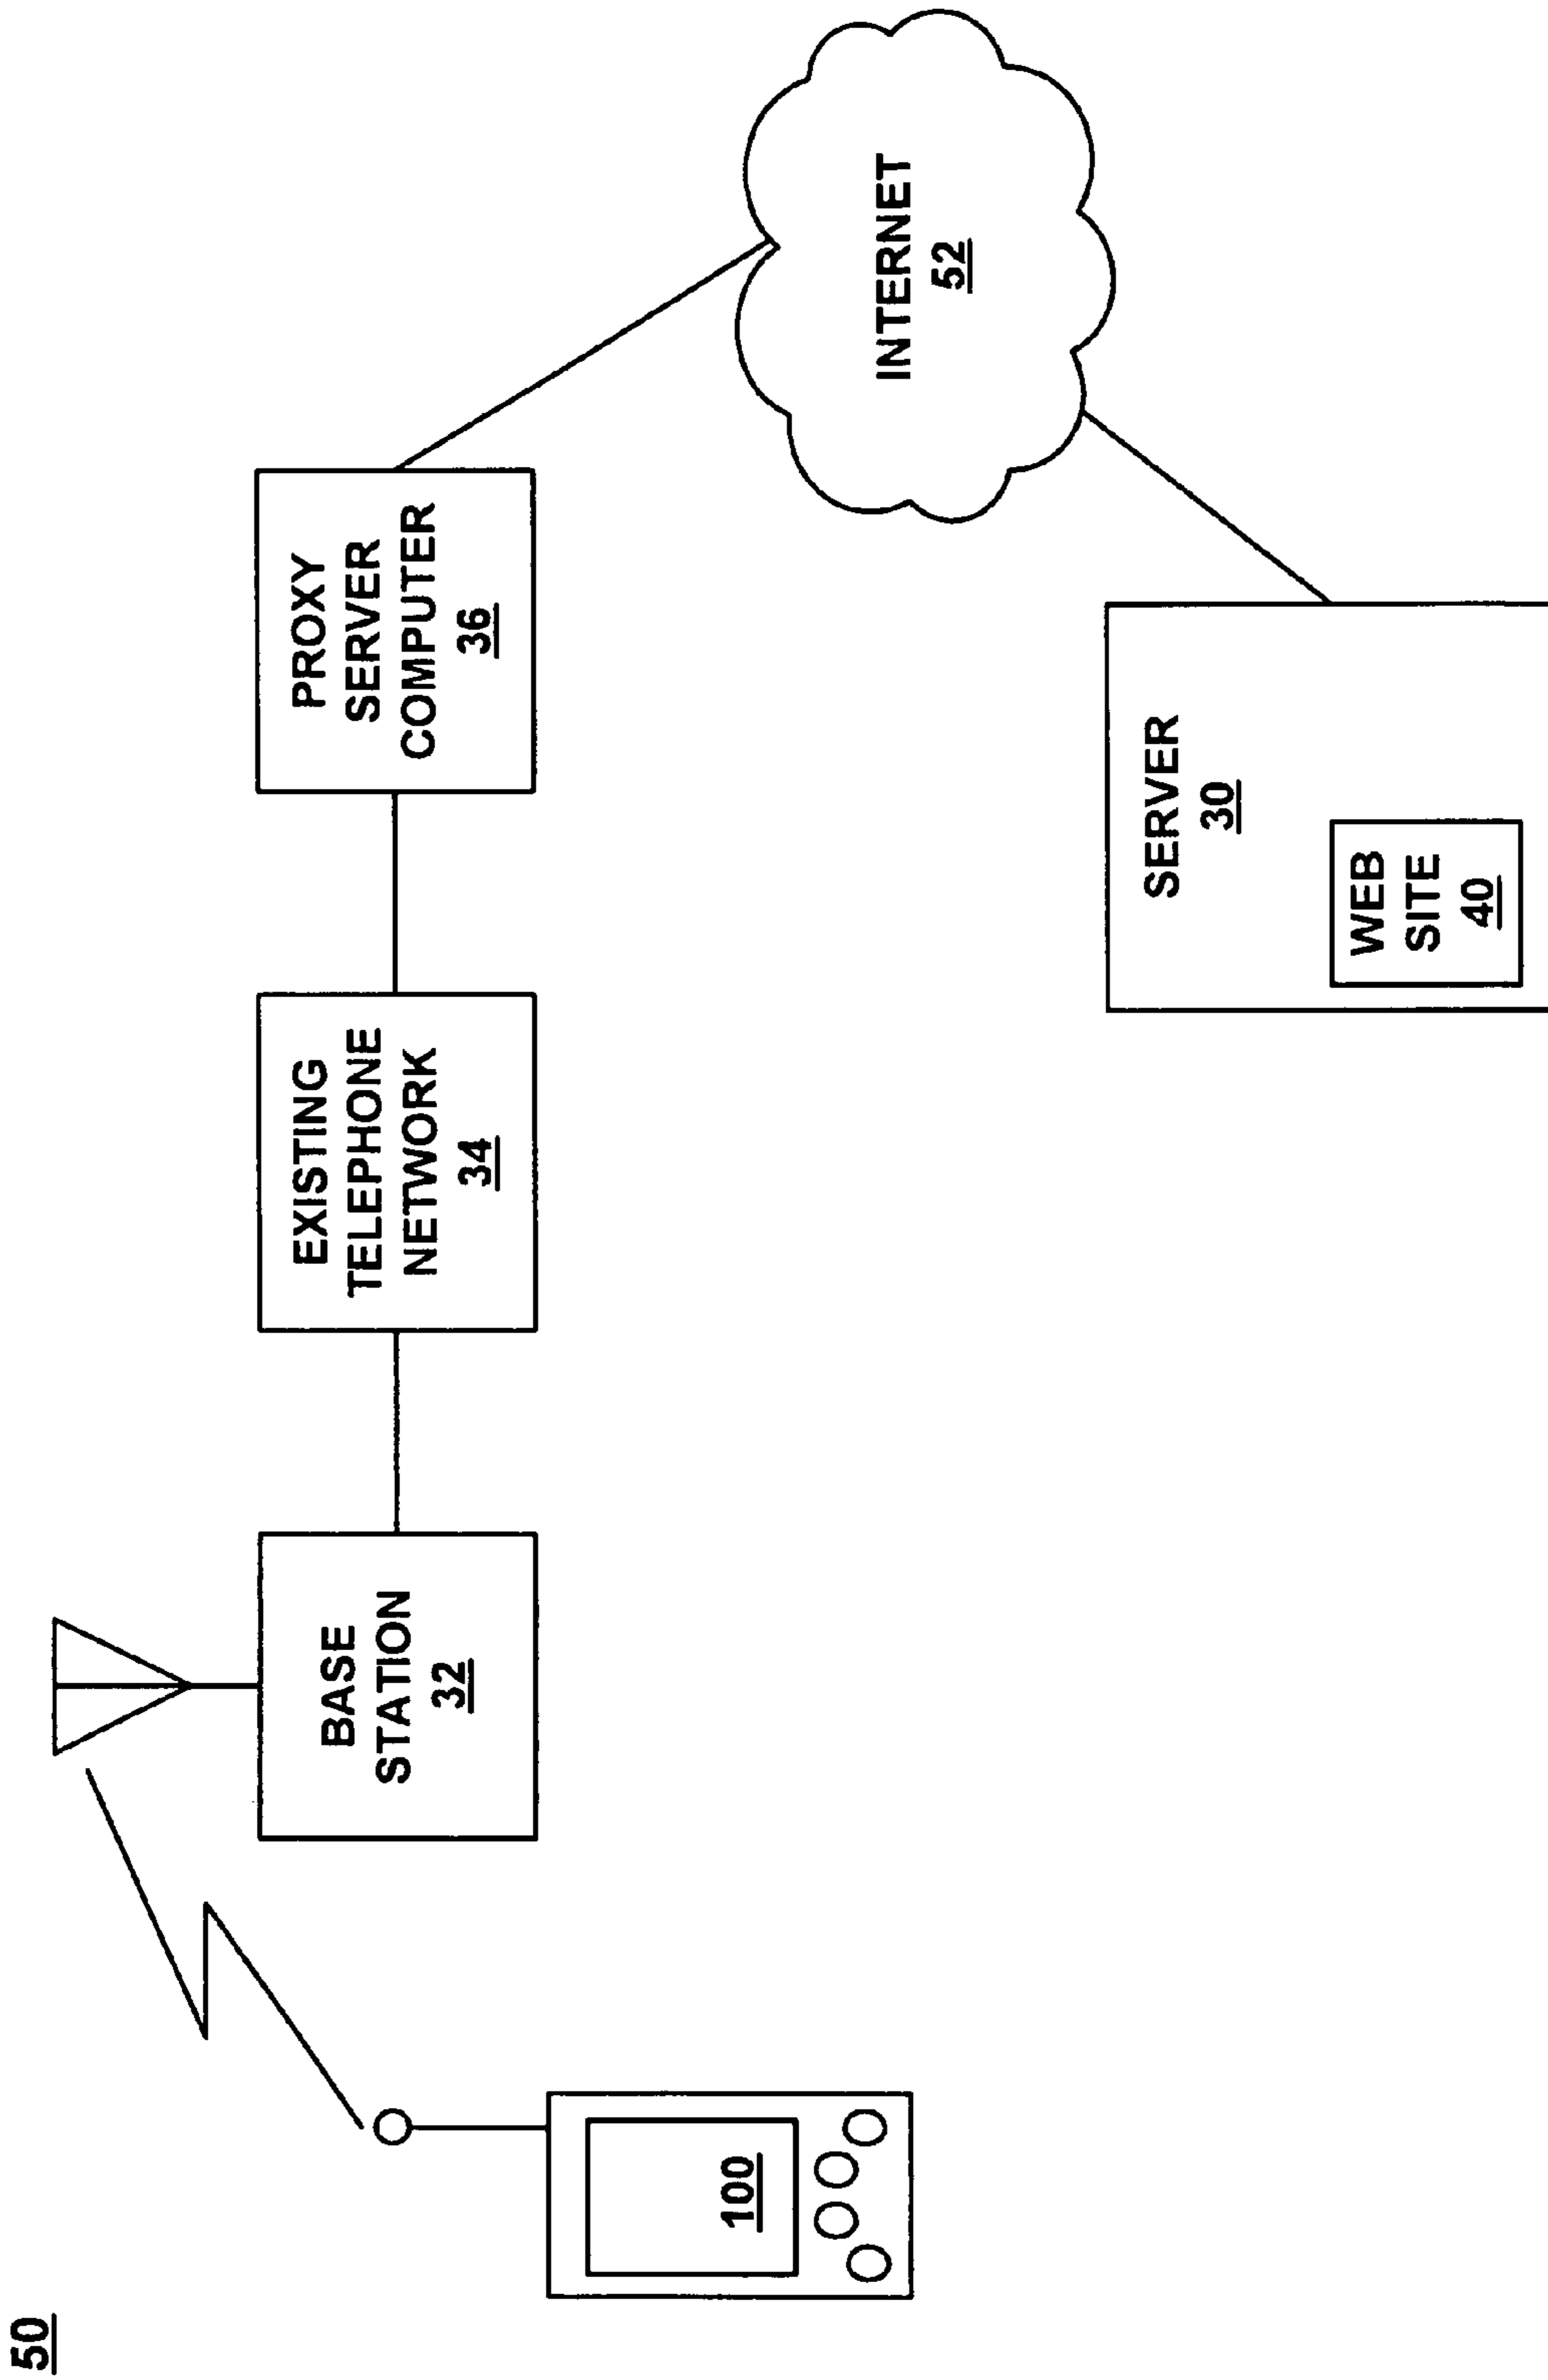 50
100
BASE
STATION
32
EXISTING
TELEPHONE
NETWORK
34
PROXY
SERVER
COMPUTER
36
INTERNET
52
SERVER
30
WEB
SITE
40